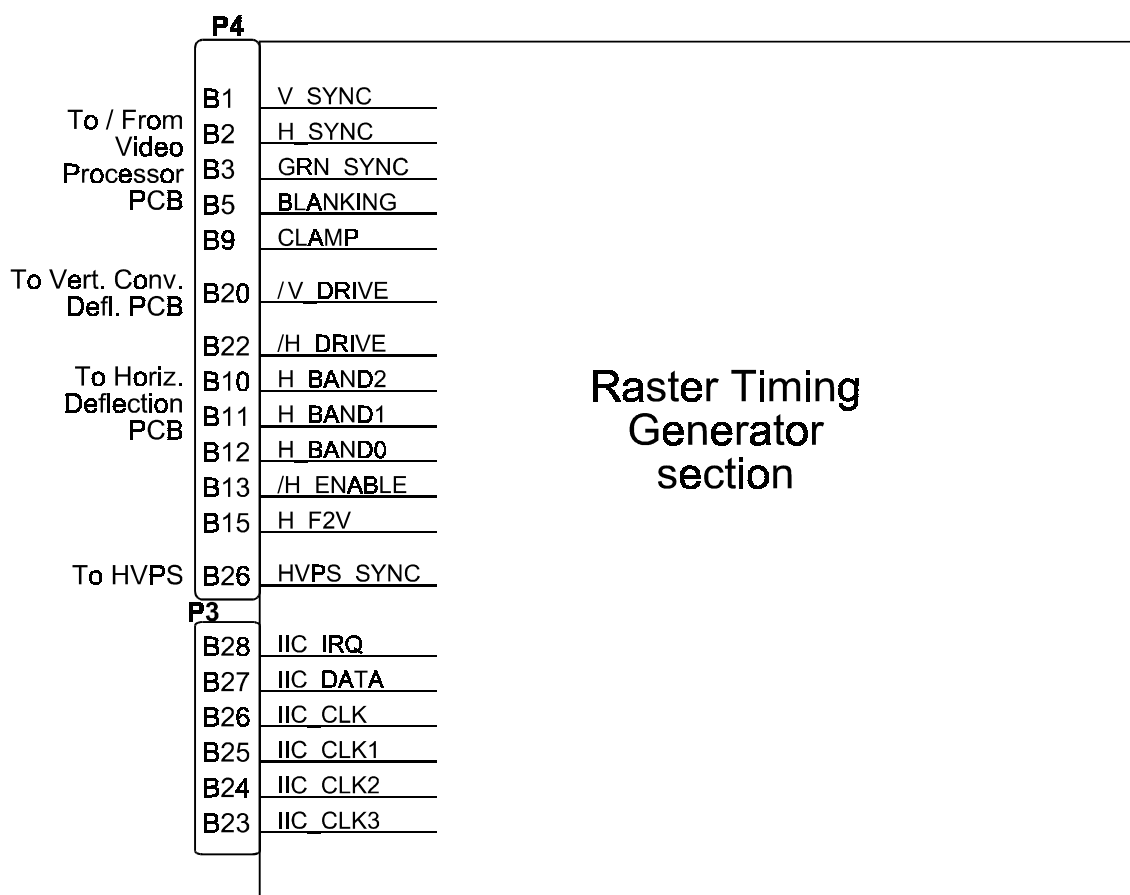 P4
To / From
Video
Processor
PCB
B1 V_SYNC
B2 H_SYNC
B3 GRN_SYNC
B5 BLANKING
B9 CLAMP
To Vert. Conv.
Defl. PCB
B20 /V_DRIVE
To Horiz.
Deflection
PCB
B22 /H_DRIVE
B10 H_BAND2
B11 H_BAND1
B12 H_BAND0
B13 /H_ENABLE
B15 H_F2V
To HVPS B26 HVPS_SYNC
P3
B28 IIC_IRQ
B27 IIC_DATA
B26 IIC_CLK
B25 IIC_CLK1
B24 IIC_CLK2
B23 IIC_CLK3
Raster Timing
Generator
section